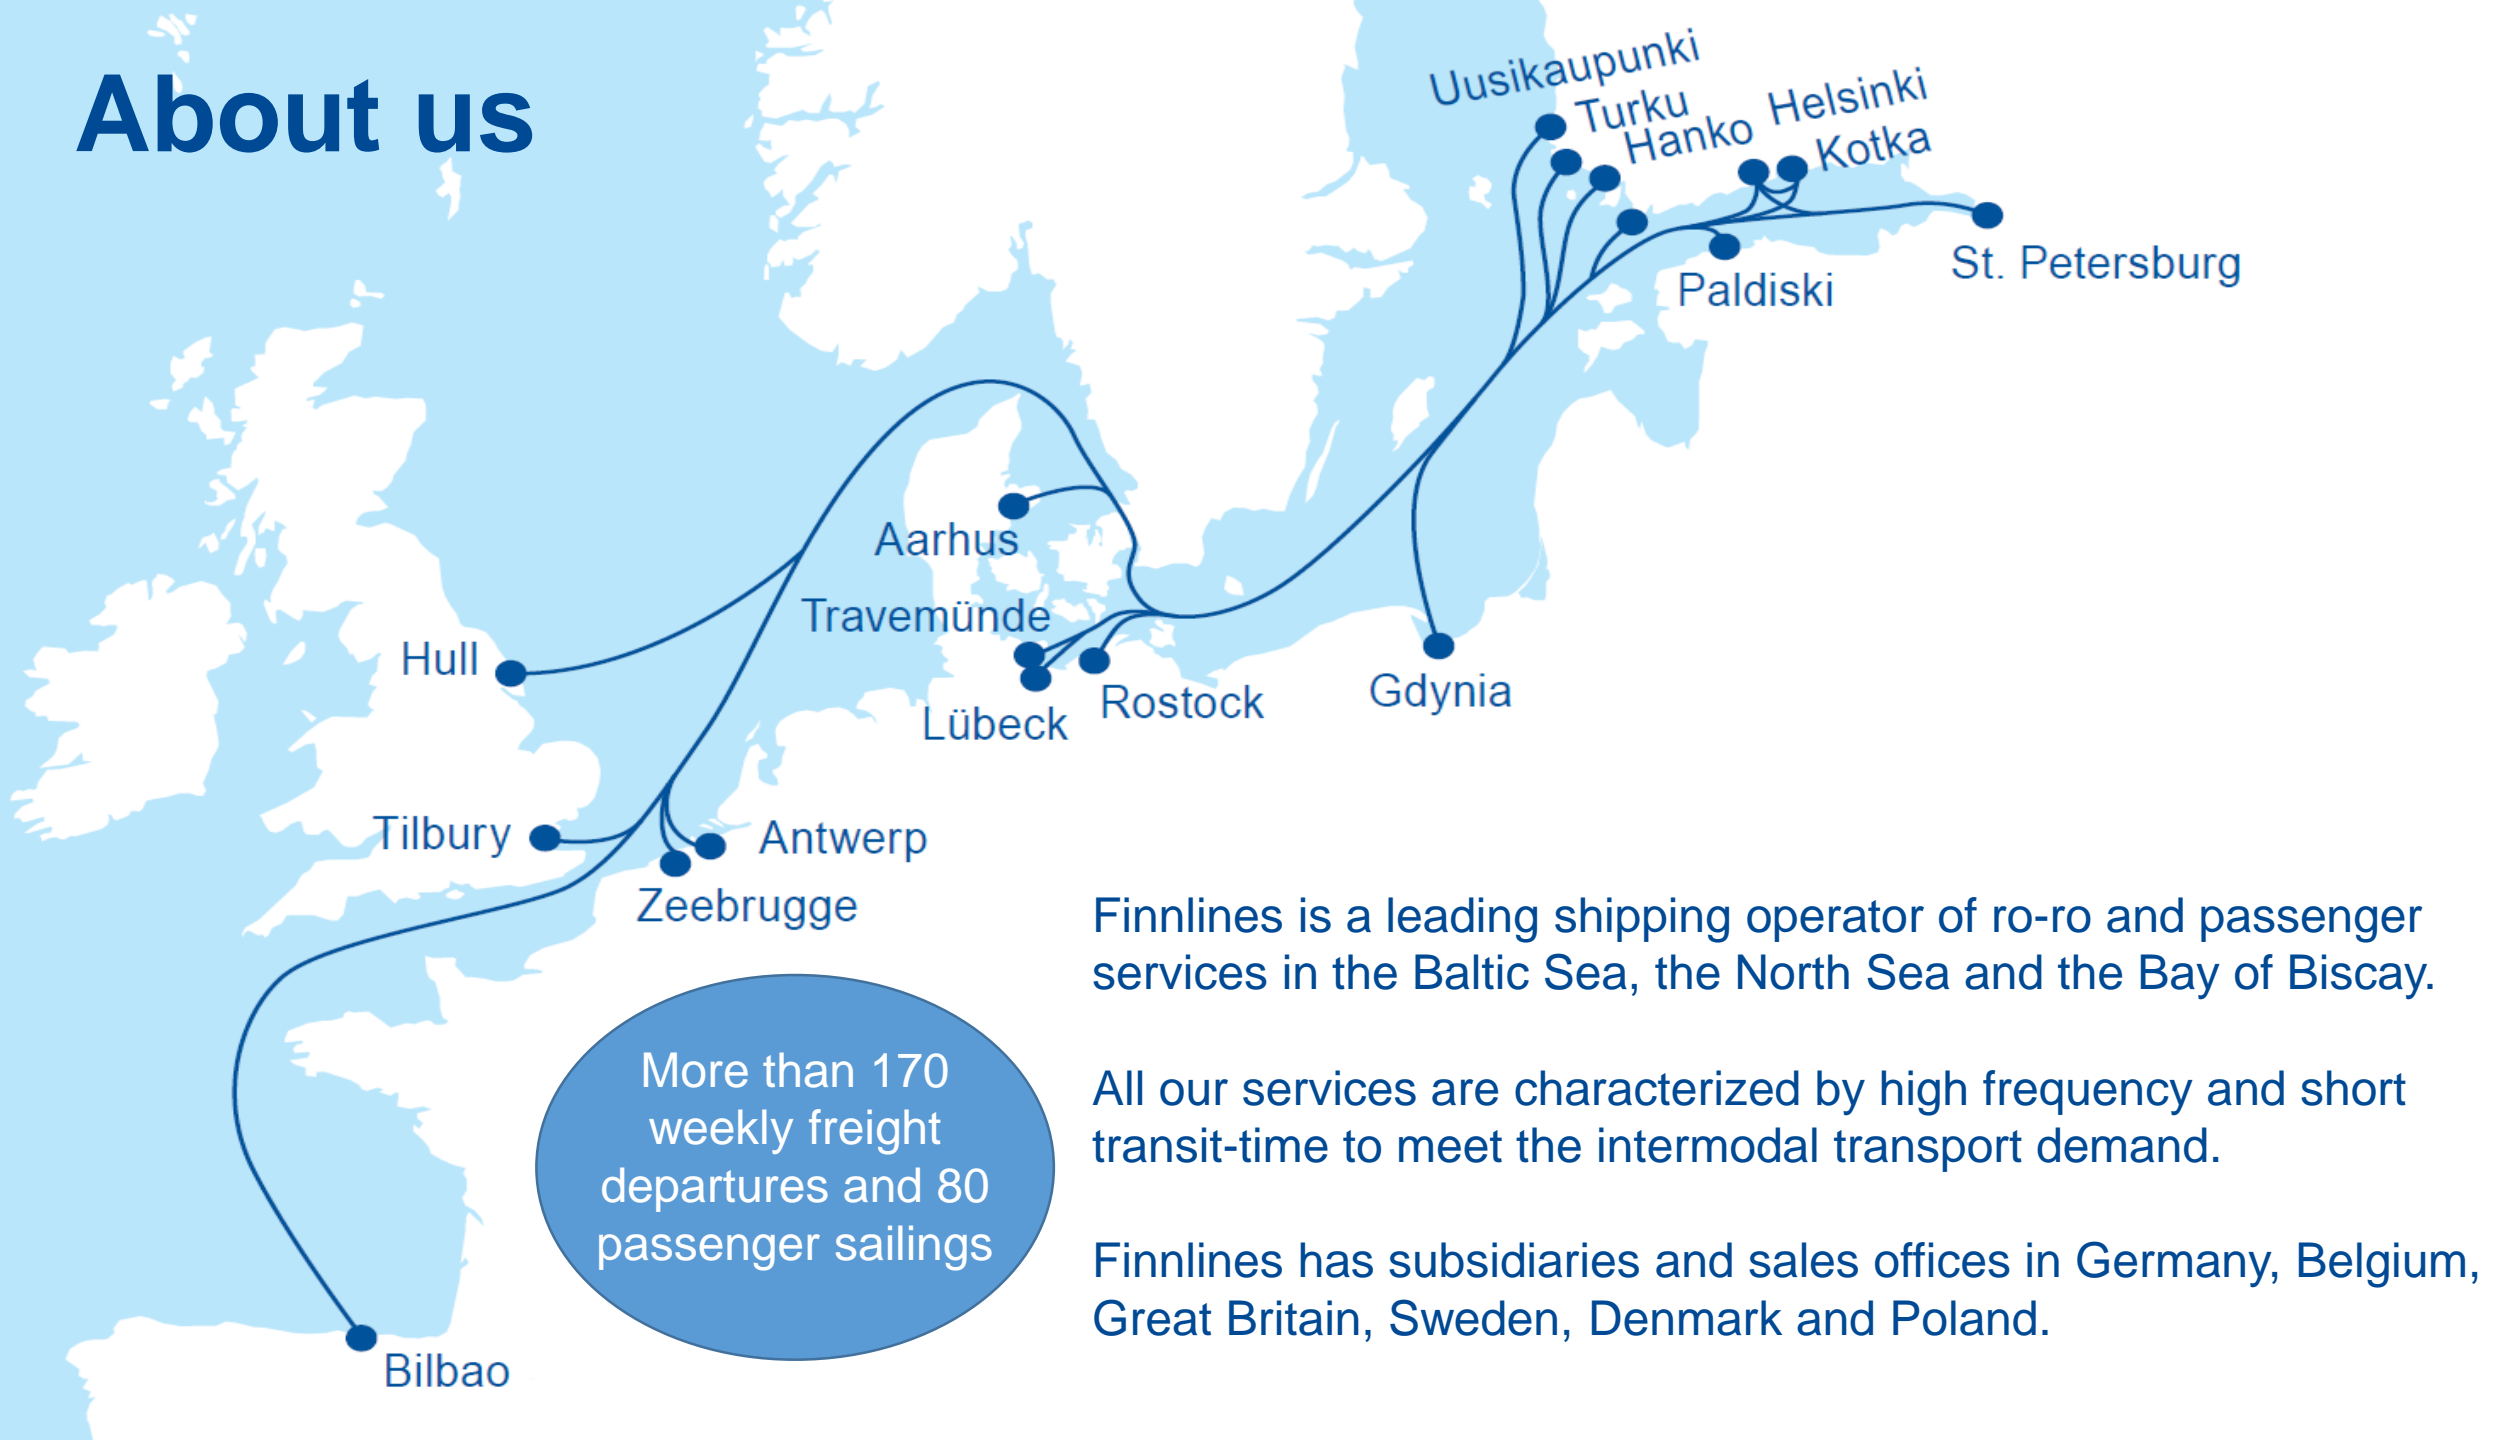 About us
Uusikaupunki
Turku
Hanko
Helsinki
Kotka
St. Petersburg
Paldiski
Aarhus
Travemünde
Hull
Lübeck
Rostock
Gdynia
Tilbury
Antwerp
Zeebrugge
Bilbao
More than 170
weekly freight
departures and 80
passenger sailings
Finnlines is a leading shipping operator of ro-ro and passenger
services in the Baltic Sea, the North Sea and the Bay of Biscay.
All our services are characterized by high frequency and short
transit-time to meet the intermodal transport demand.
Finnlines has subsidiaries and sales offices in Germany, Belgium,
Great Britain, Sweden, Denmark and Poland.